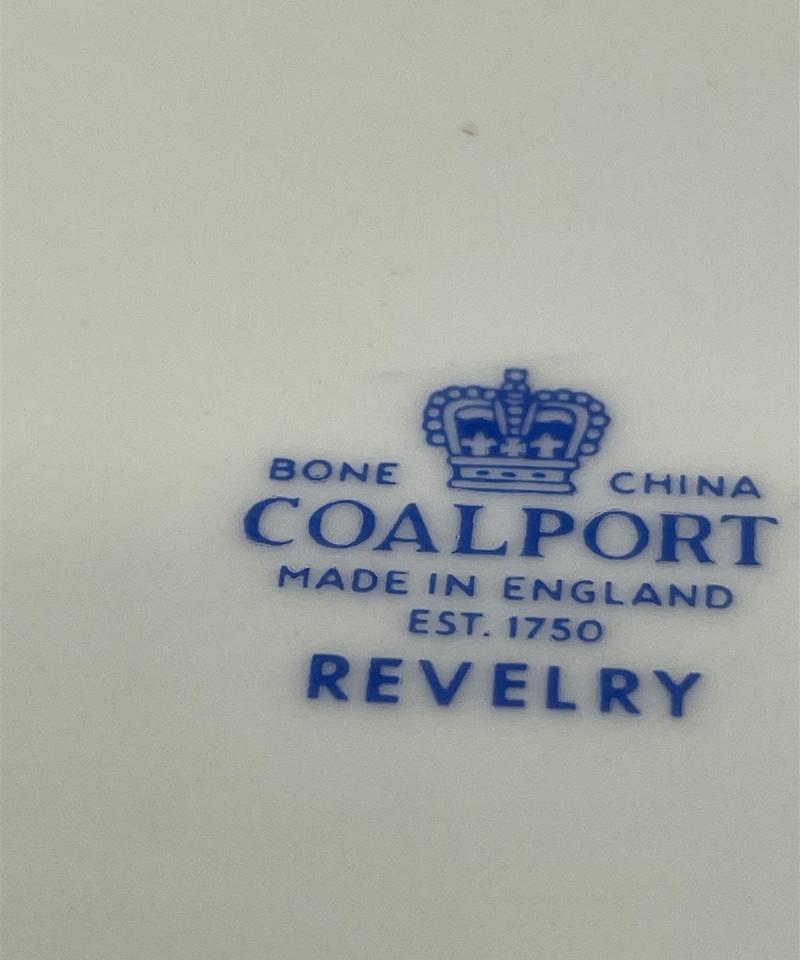 BONE CHINA
COALPORT
MADE IN ENGLAND
EST. 1750
REVELRY